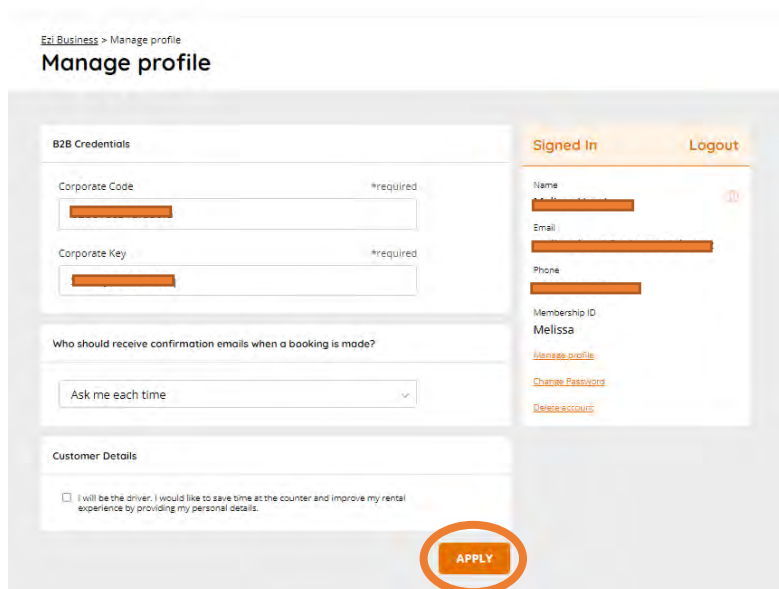 Ezi Business > Manage profile
Manage profile
B2B Credentials
Corporate Code *required
Corporate Key *required
Who should receive confirmation emails when a booking is made?
Ask me each time
Customer Details
I will be the driver. I would like to save time at the counter and improve my rental
experience by providing my personal details.
APPLY
Signed In Logout
Name
Email
Phone
Membership ID
Melissa
Manage profile
Change Password
Delete account